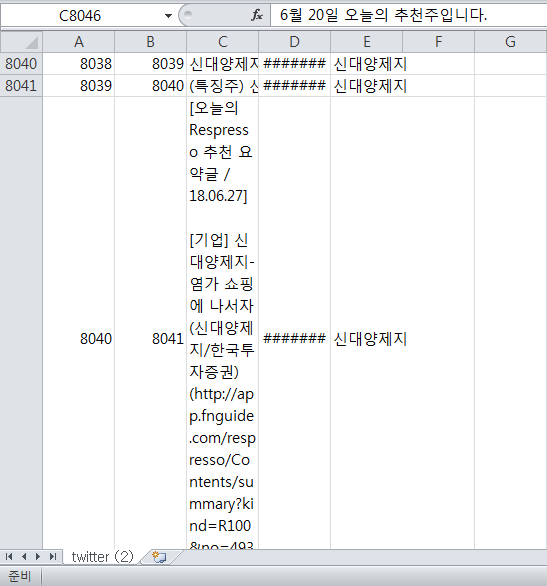 C8046 fx 6월 20일 오늘의 추천주입니다.
A B C D E F G
8040 8038 8039 신대양제지 ####### 신대양제지
8041 8039 8040 (특징주) 신 ####### 신대양제지
[오늘의
Respress
o 추천 요
약글 /
18.06.27]
[기업] 신
대양제지-
염가 쇼핑
에 나서자
(신대양제
지/한국투
자증권)
8040 8041 ####### 신대양제지
(http://ap
p.fnguide
.com/resp
resso/Co
ntents/su
mmary?ki
nd=R100
&no=493
twitter (2)
준비